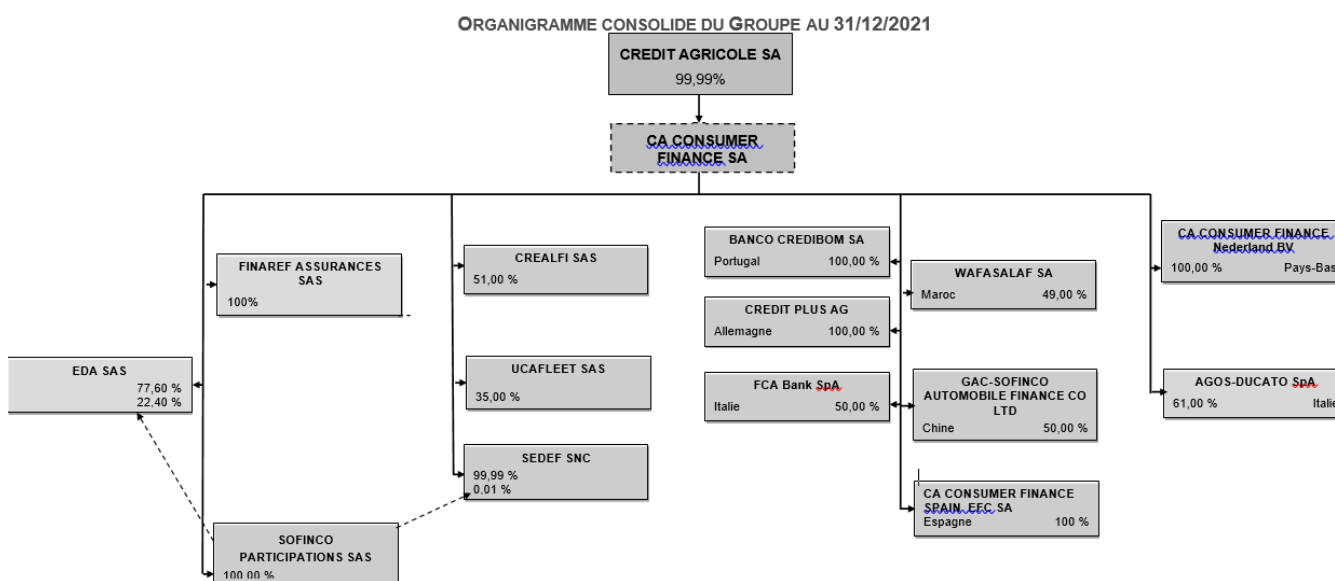 ORGANIGRAMME CONSOLIDE DU GROUPE AU 31/12/2021
CREDIT AGRICOLE SA
99,99%
CA CONSUMER
FINANCE SA
FINAREF ASSURANCES
SAS
100%
EDA SAS
77,60 %
22,40 %
SOFINCO
PARTICIPATIONS SAS
100,00 %
CREALFI SAS
51,00 %
UCAFLEET SAS
35,00 %
SEDEF SNC
99,99 %
0,01 %
BANCO CREDIBOM SA
Portugal 100,00 %
CREDIT PLUS AG
Allemagne 100,00 %
FCA Bank SpA
Italie 50,00 %
WAFASALAF SA
Maroc 49,00 %
GAC-SOFINCO
AUTOMOBILE FINANCE CO
LTD
Chine 50,00 %
CA CONSUMER FINANCE
SPAIN EFC SA
Espagne 100 %
CA CONSUMER FINANCE
Nederland BV
100,00 % Pays-Bas
AGOS-DUCATO SpA
61,00 % Italie